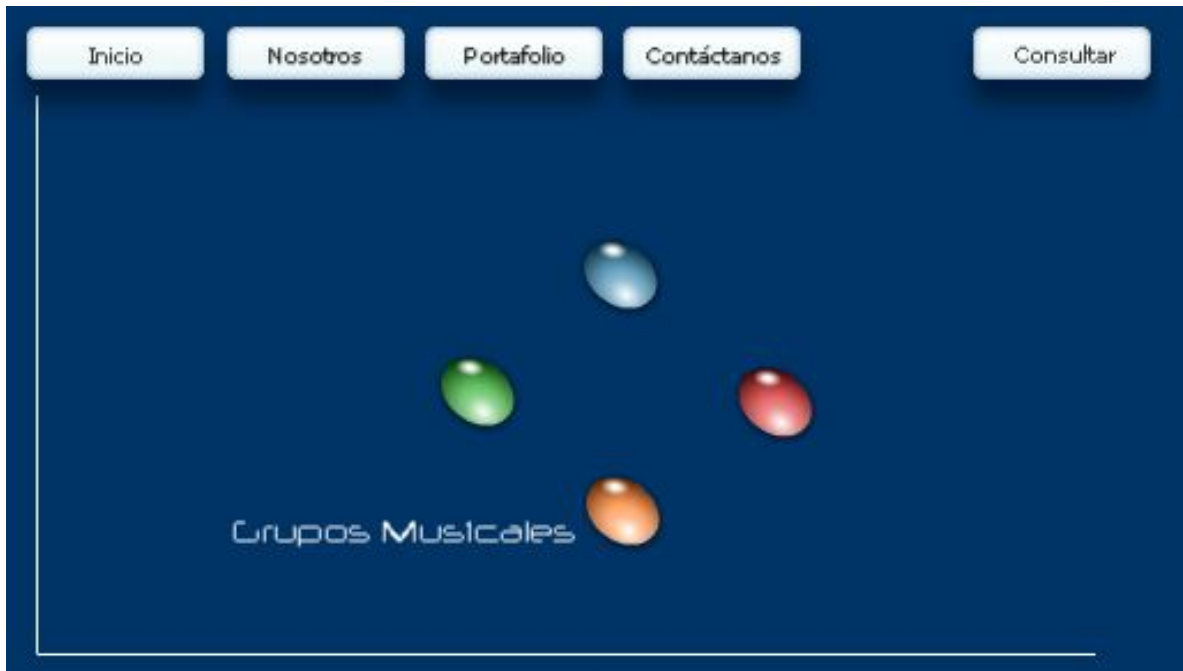 Inicio
Nosotros
Portafolio
Contáctanos
Consultar
Grupos Musicales